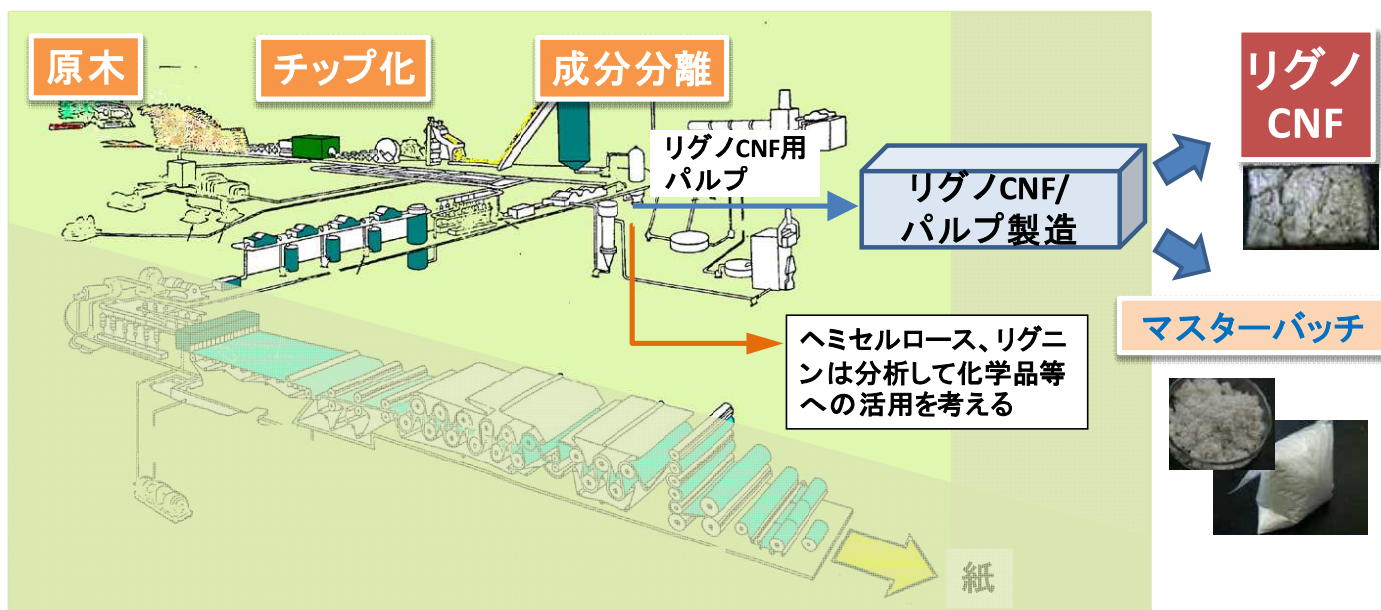 原木
チップ化
成分分離
リグノCNF用
パルプ
リグノCNF/
パルプ製造
リグノ
CNF
マスターバッチ
ヘミセルロース、リグニ
ンは分析して化学品等
への活用を考える
紙